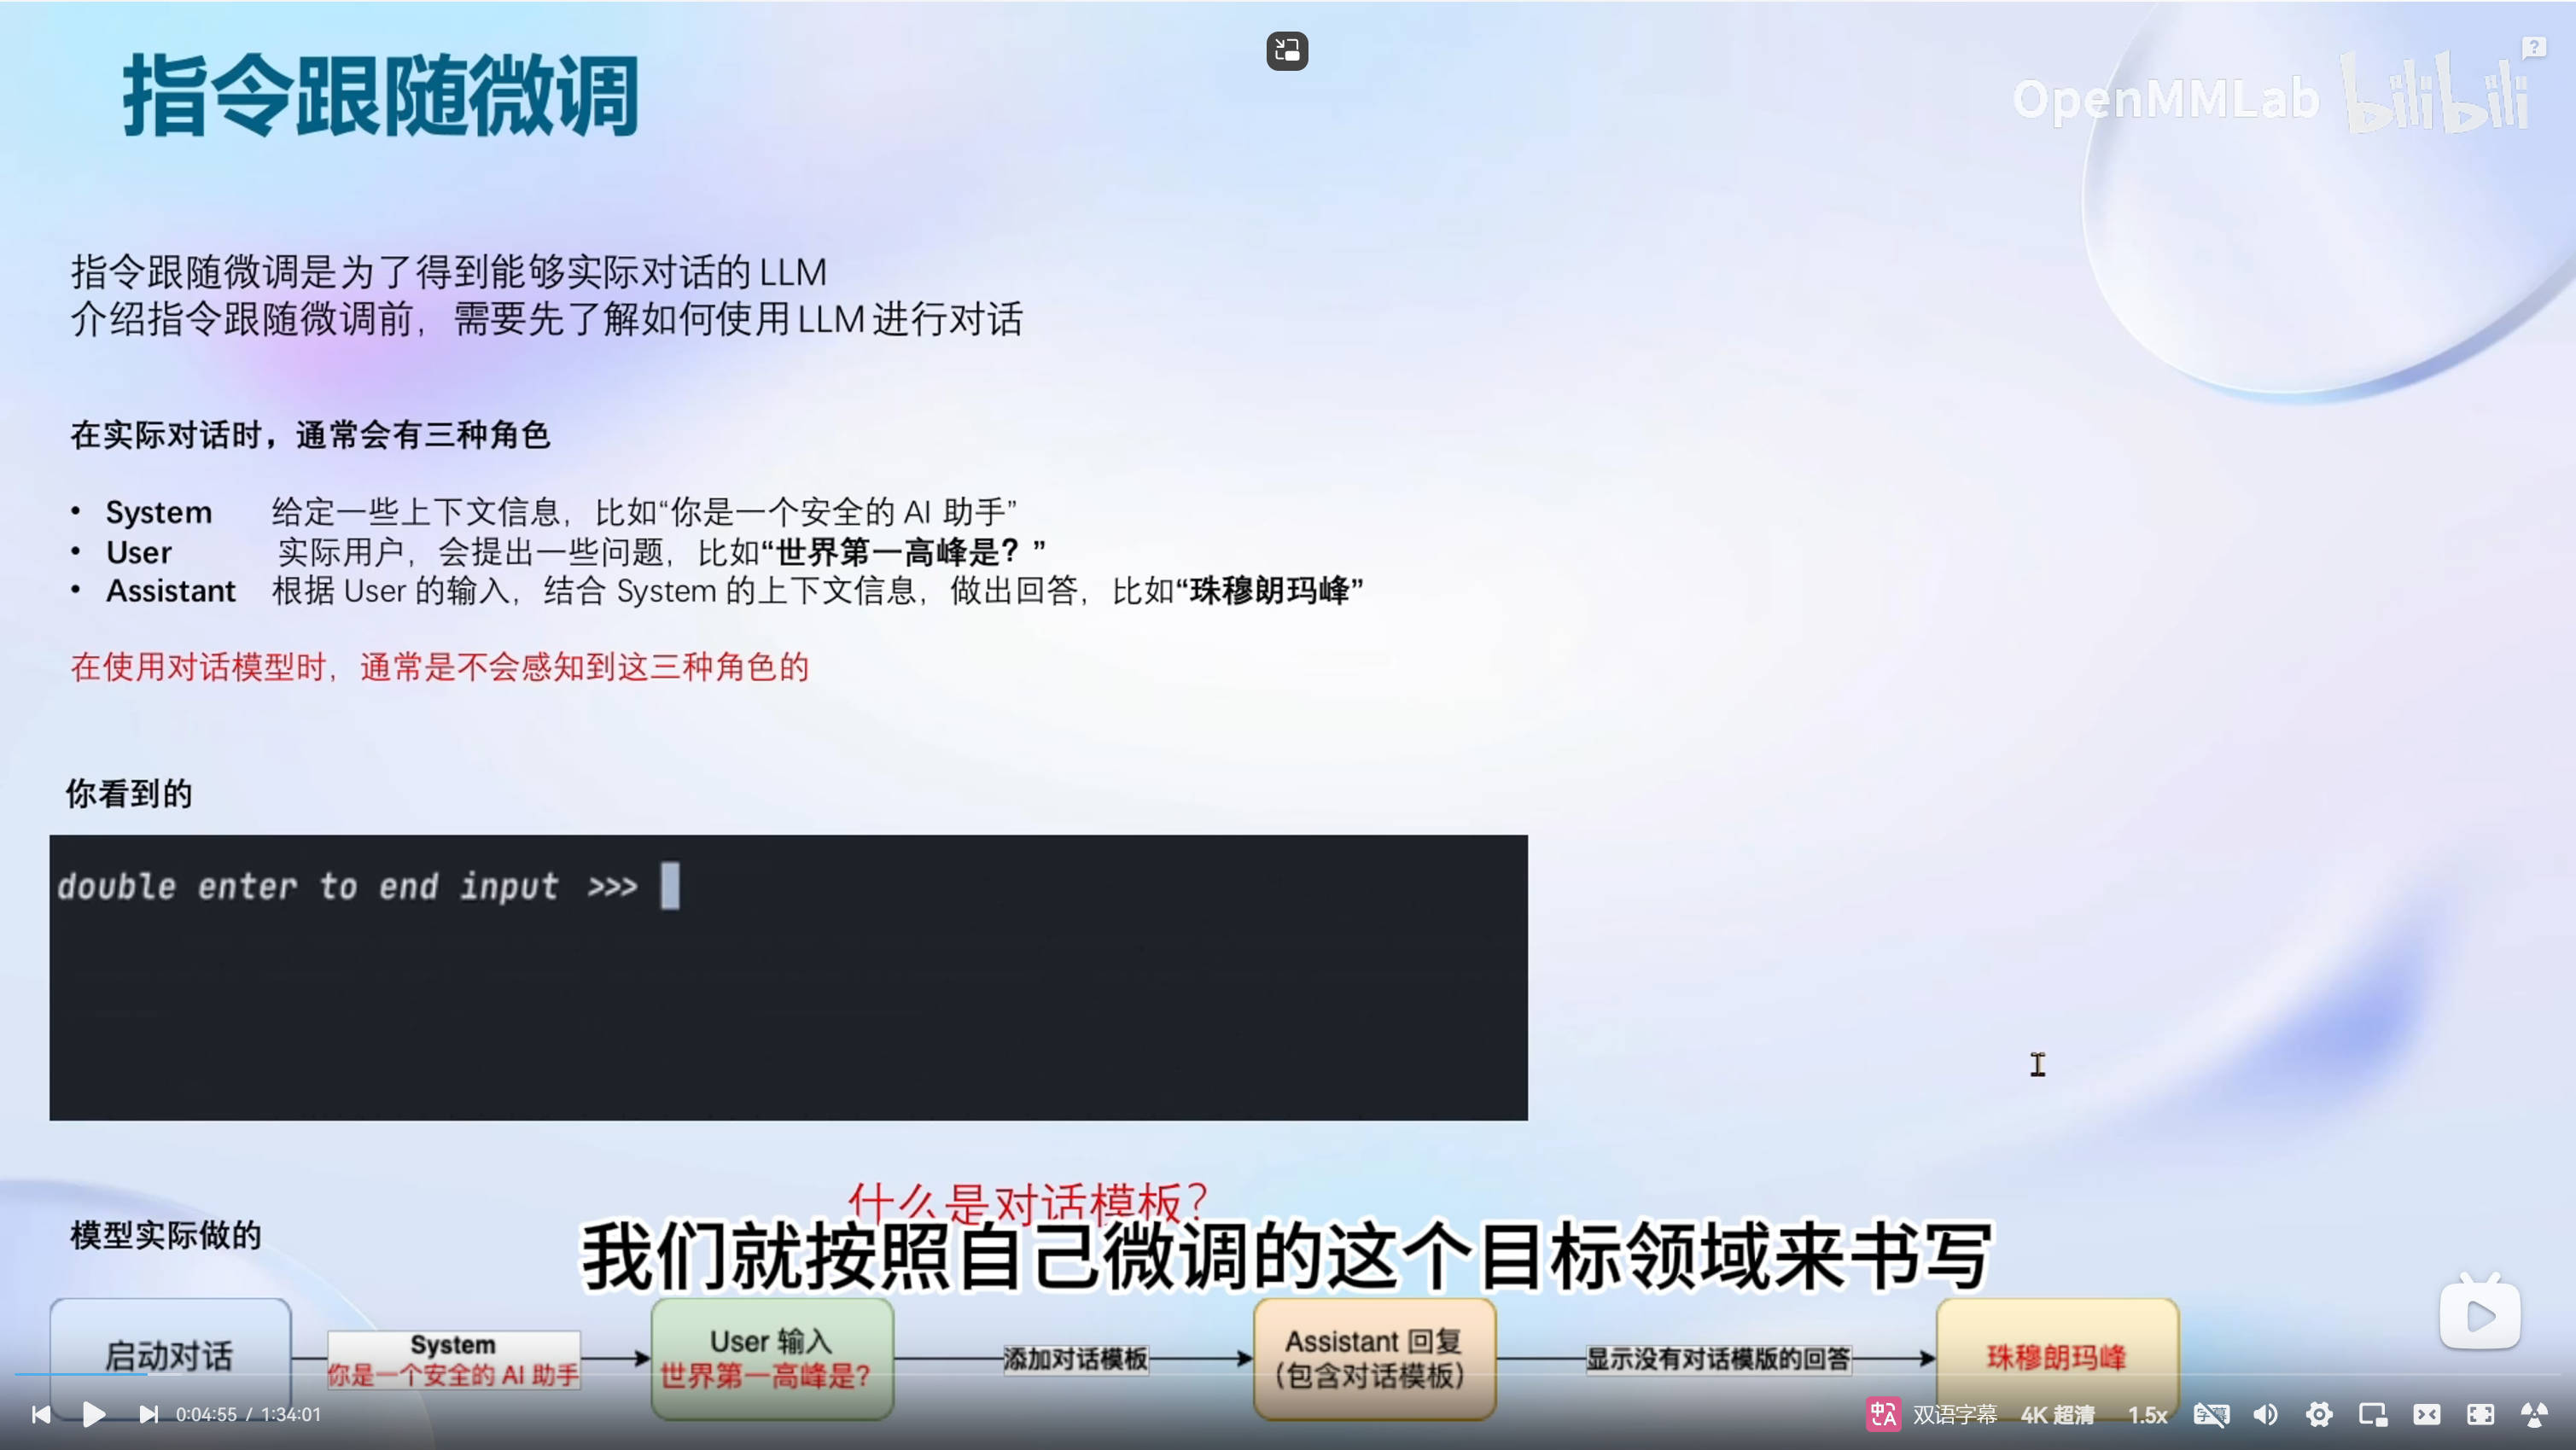 指令跟随微调
OpenMMLab bilibili
指令跟随微调是为了得到能够实际对话的 LLM
介绍指令跟随微调前，需要先了解如何使用 LLM 进行对话
在实际对话时，通常会有三种角色
• System 给定一些上下文信息，比如“你是一个安全的 AI 助手”
• User 实际用户，会提出一些问题，比如“世界第一高峰是？”
• Assistant 根据 User 的输入，结合 System 的上下文信息，做出回答，比如“珠穆朗玛峰”
在使用对话模型时，通常是不会感知到这三种角色的
你看到的
double enter to end input >>>
什么是对话模板？
模型实际做的
我们就按照自己微调的这个目标领域来书写
启动对话
System
你是一个安全的 AI 助手
User 输入
世界第一高峰是？
添加对话模板
Assistant 回复
（包含对话模板）
显示没有对话模版的回答
珠穆朗玛峰
0:04:55 / 1:34:01
中A 双语字幕 4K 超清 1.5x 字幕